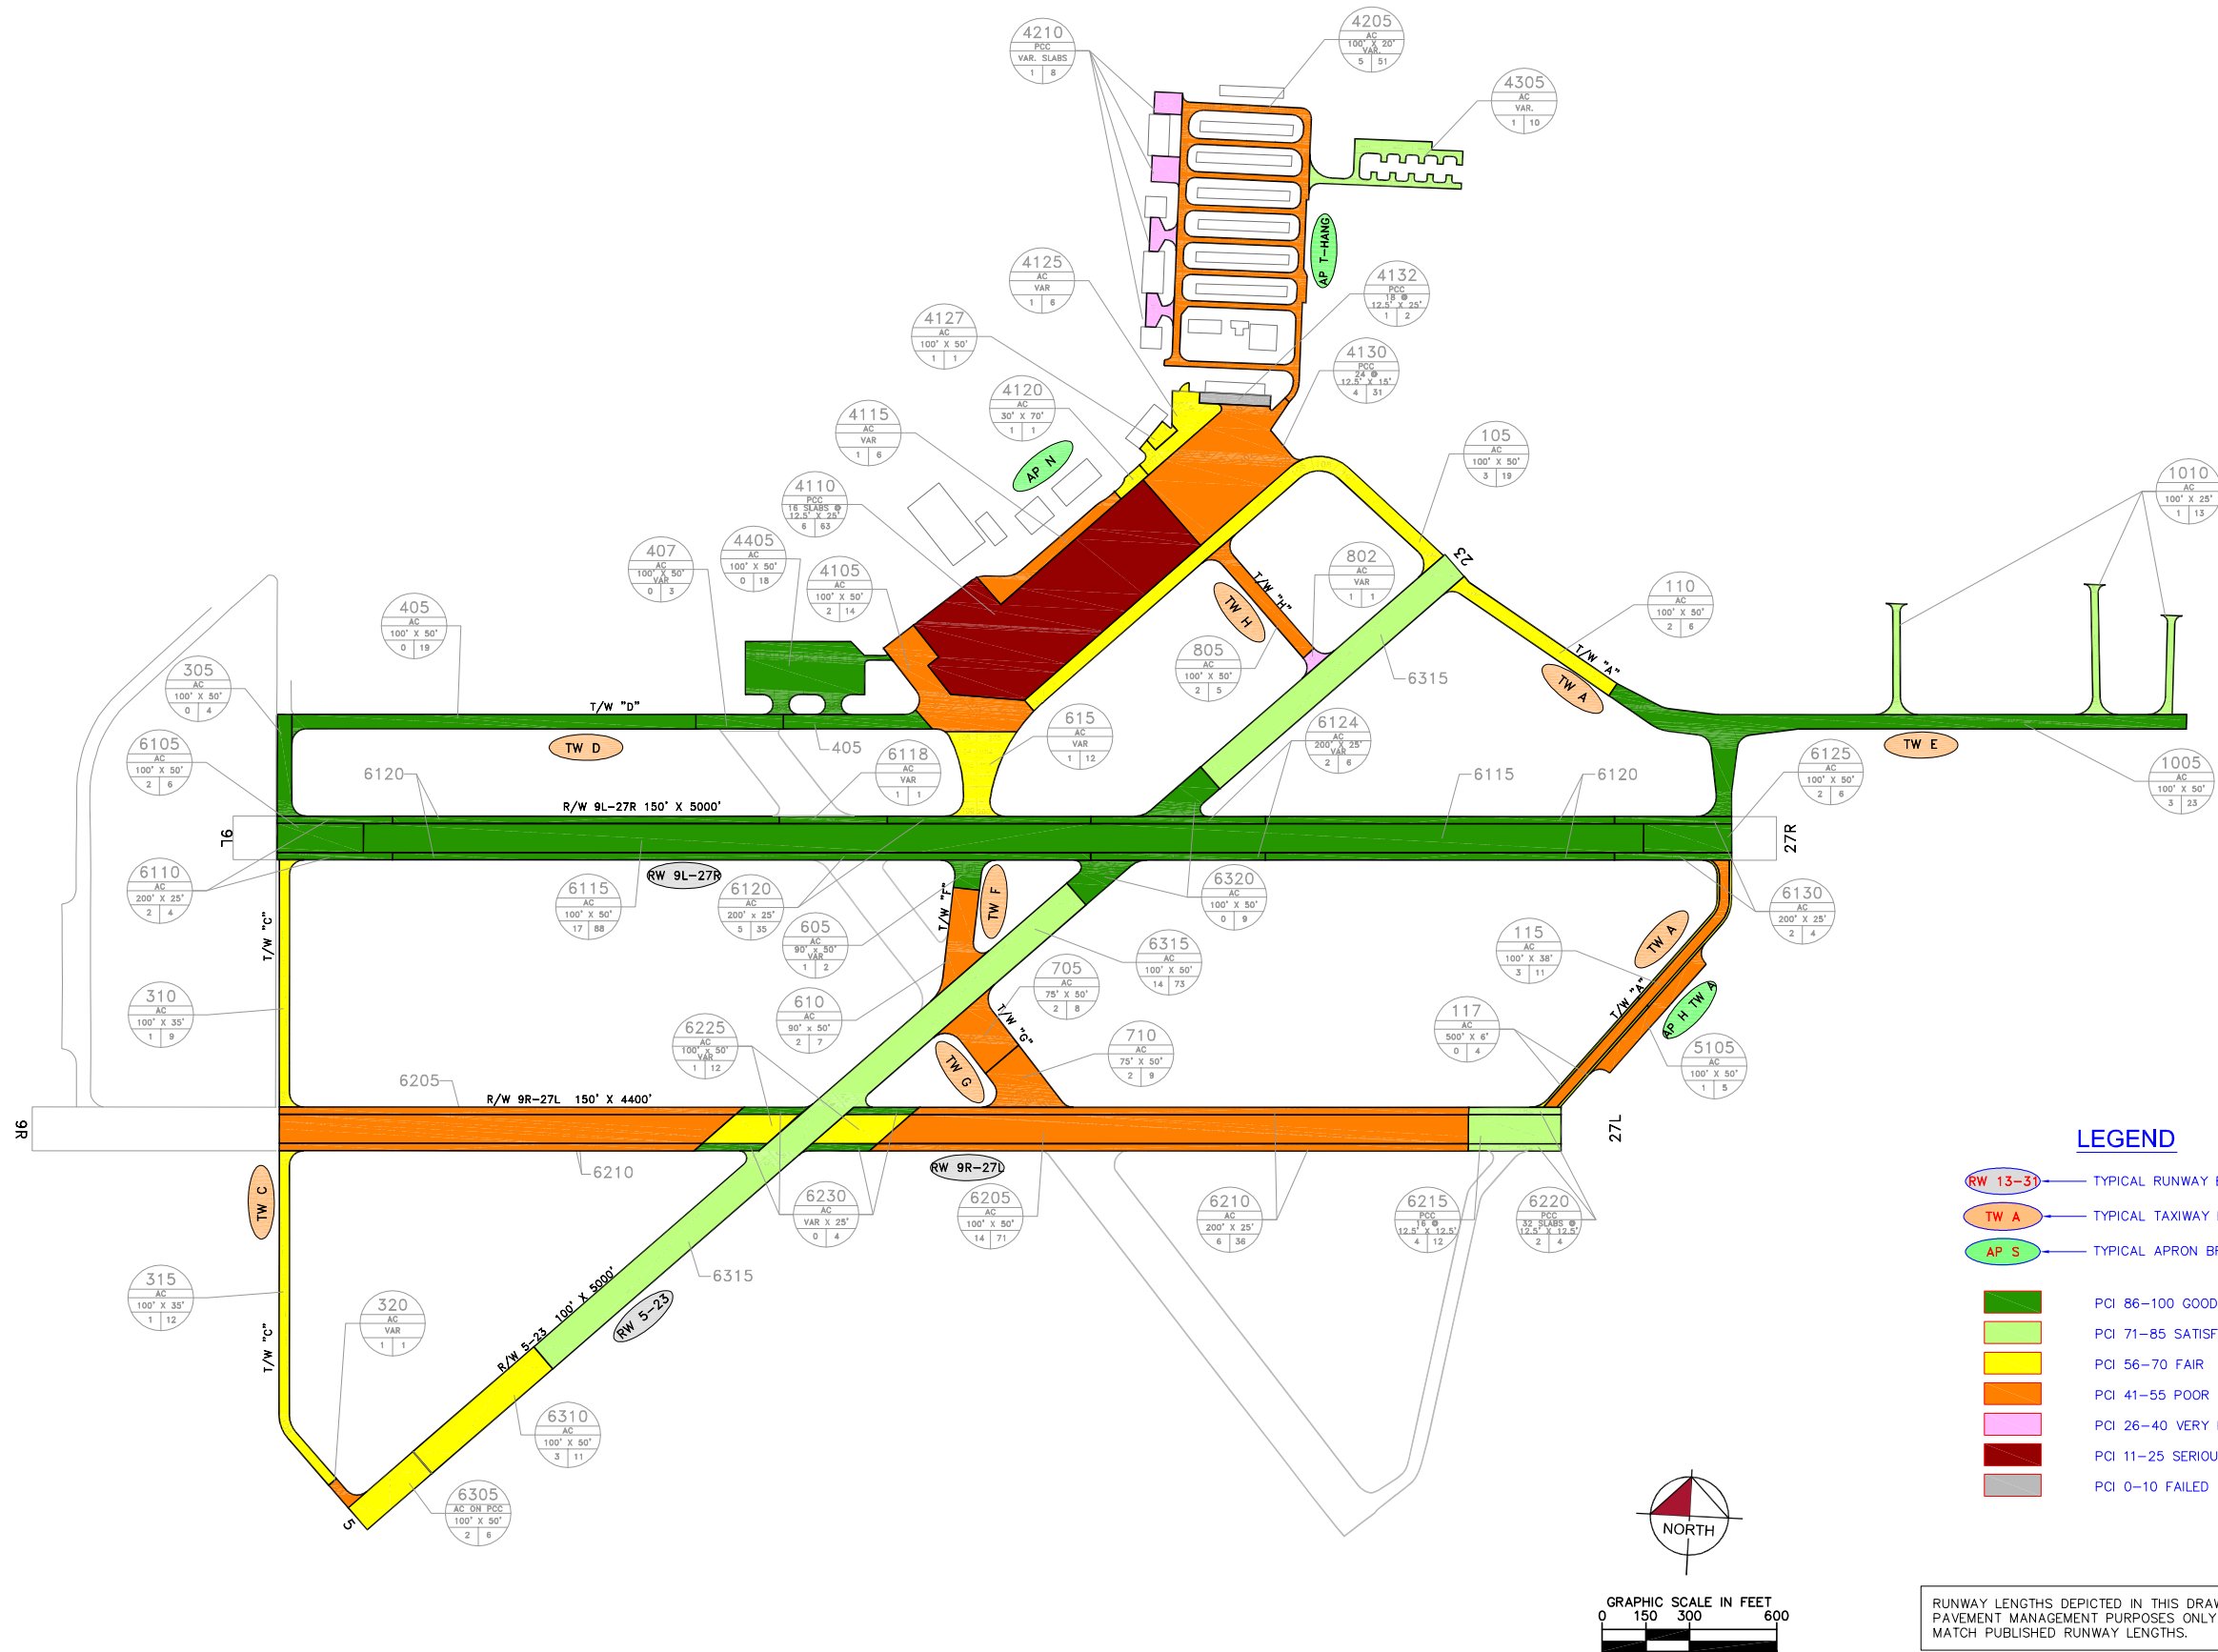 4210
PCC
VAR. SLABS
1 8
4205
AC
100' X 20'
VAR.
5 51
4305
AC
VAR.
1 10
4125
AC
VAR
1 6
AP T-HANG
4132
PCC
18 @
12.5' X 25'
1 2
4127
AC
100' X 50'
1 1
4130
PCC
24 @
12.5' X 15'
4 31
4120
AC
30' X 70'
1 1
4115
AC
VAR
1 6
AP N
105
AC
100' X 50'
3 19
4110
PCC
16 SLABS @
12.5' X 25'
6 63
1010
AC
100' X 25'
1 13
407
AC
100' X 50'
VAR
0 3
4405
AC
100' X 50'
0 18
4105
AC
100' X 50'
2 14
23
802
AC
VAR
1 1
T/W "H"
TW H
110
AC
100' X 50'
2 6
405
AC
100' X 50'
0 19
805
AC
100' X 50'
2 5
6315
T/W "A"
TW A
305
AC
100' X 50'
0 4
T/W "D"
TW D
405
615
AC
VAR
1 12
6124
AC
200' X 25'
VAR
2 6
TW E
6105
AC
100' X 50'
2 6
6120
6118
AC
VAR
1 1
6115
6120
6125
AC
100' X 50'
2 6
1005
AC
100' X 50'
3 23
R/W 9L-27R 150' X 5000'
9L
27R
6110
AC
200' X 25'
2 4
RW 9L-27R
6115
AC
100' X 50'
17 88
6120
AC
200' x 25'
5 35
T/W "F"
TW F
6320
AC
100' X 50'
0 9
6130
AC
200' X 25'
2 4
T/W "C"
605
AC
90' x 50'
VAR
1 2
6315
AC
100' X 50'
14 73
115
AC
100' X 38'
3 11
TW A
310
AC
100' X 35'
1 9
610
AC
90' x 50'
2 7
705
AC
75' X 50'
2 8
T/W "G"
T/W "A"
AP H TW A
117
AC
500' X 6'
0 4
6225
AC
100' x 50'
VAR
1 12
TW G
710
AC
75' X 50'
2 9
5105
AC
100' X 50'
1 5
6205
R/W 9R-27L 150' X 4400'
9R
27L
6210
RW 9R-27L
TW C
6230
AC
VAR X 25'
0 4
6205
AC
100' X 50'
14 71
6210
AC
200' X 25'
6 36
6215
PCC
16 @
12.5' X 12.5'
4 12
6220
PCC
32 SLABS @
12.5' X 12.5'
2 4
315
AC
100' X 35'
1 12
320
AC
VAR
1 1
6315
R/W 5-23 100' X 5000'
RW 5-23
T/W "C"
6310
AC
100' X 50'
3 11
6305
AC ON PCC
100' X 50'
2 6
5
LEGEND
RW 13-31 TYPICAL RUNWAY
TW A TYPICAL TAXIWAY
AP S TYPICAL APRON
PCI 86-100 GOOD
PCI 71-85
PCI 56-70 FAIR
PCI 41-55 POOR
PCI 26-40 VERY
PCI 11-25
PCI 0-10 FAILED
NORTH
GRAPHIC SCALE IN FEET
0 150 300 600
RUNWAY LENGTHS DEPICTED IN THIS
PAVEMENT MANAGEMENT PURPOSES ONLY
MATCH PUBLISHED RUNWAY LENGTHS.